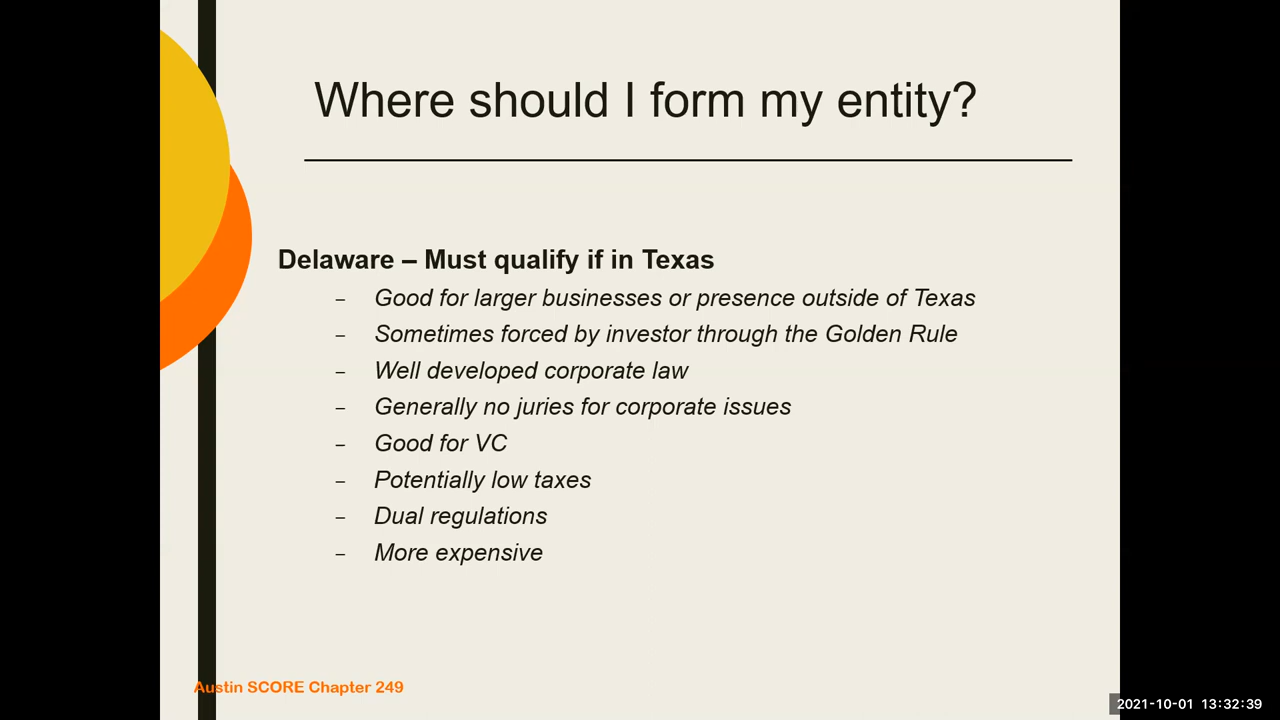 Where should I form my entity?
Delaware – Must qualify if in Texas
– Good for larger businesses or presence outside of Texas
– Sometimes forced by investor through the Golden Rule
– Well developed corporate law
– Generally no juries for corporate issues
– Good for VC
– Potentially low taxes
– Dual regulations
– More expensive
Austin SCORE Chapter 249
2021-10-01 13:32:39